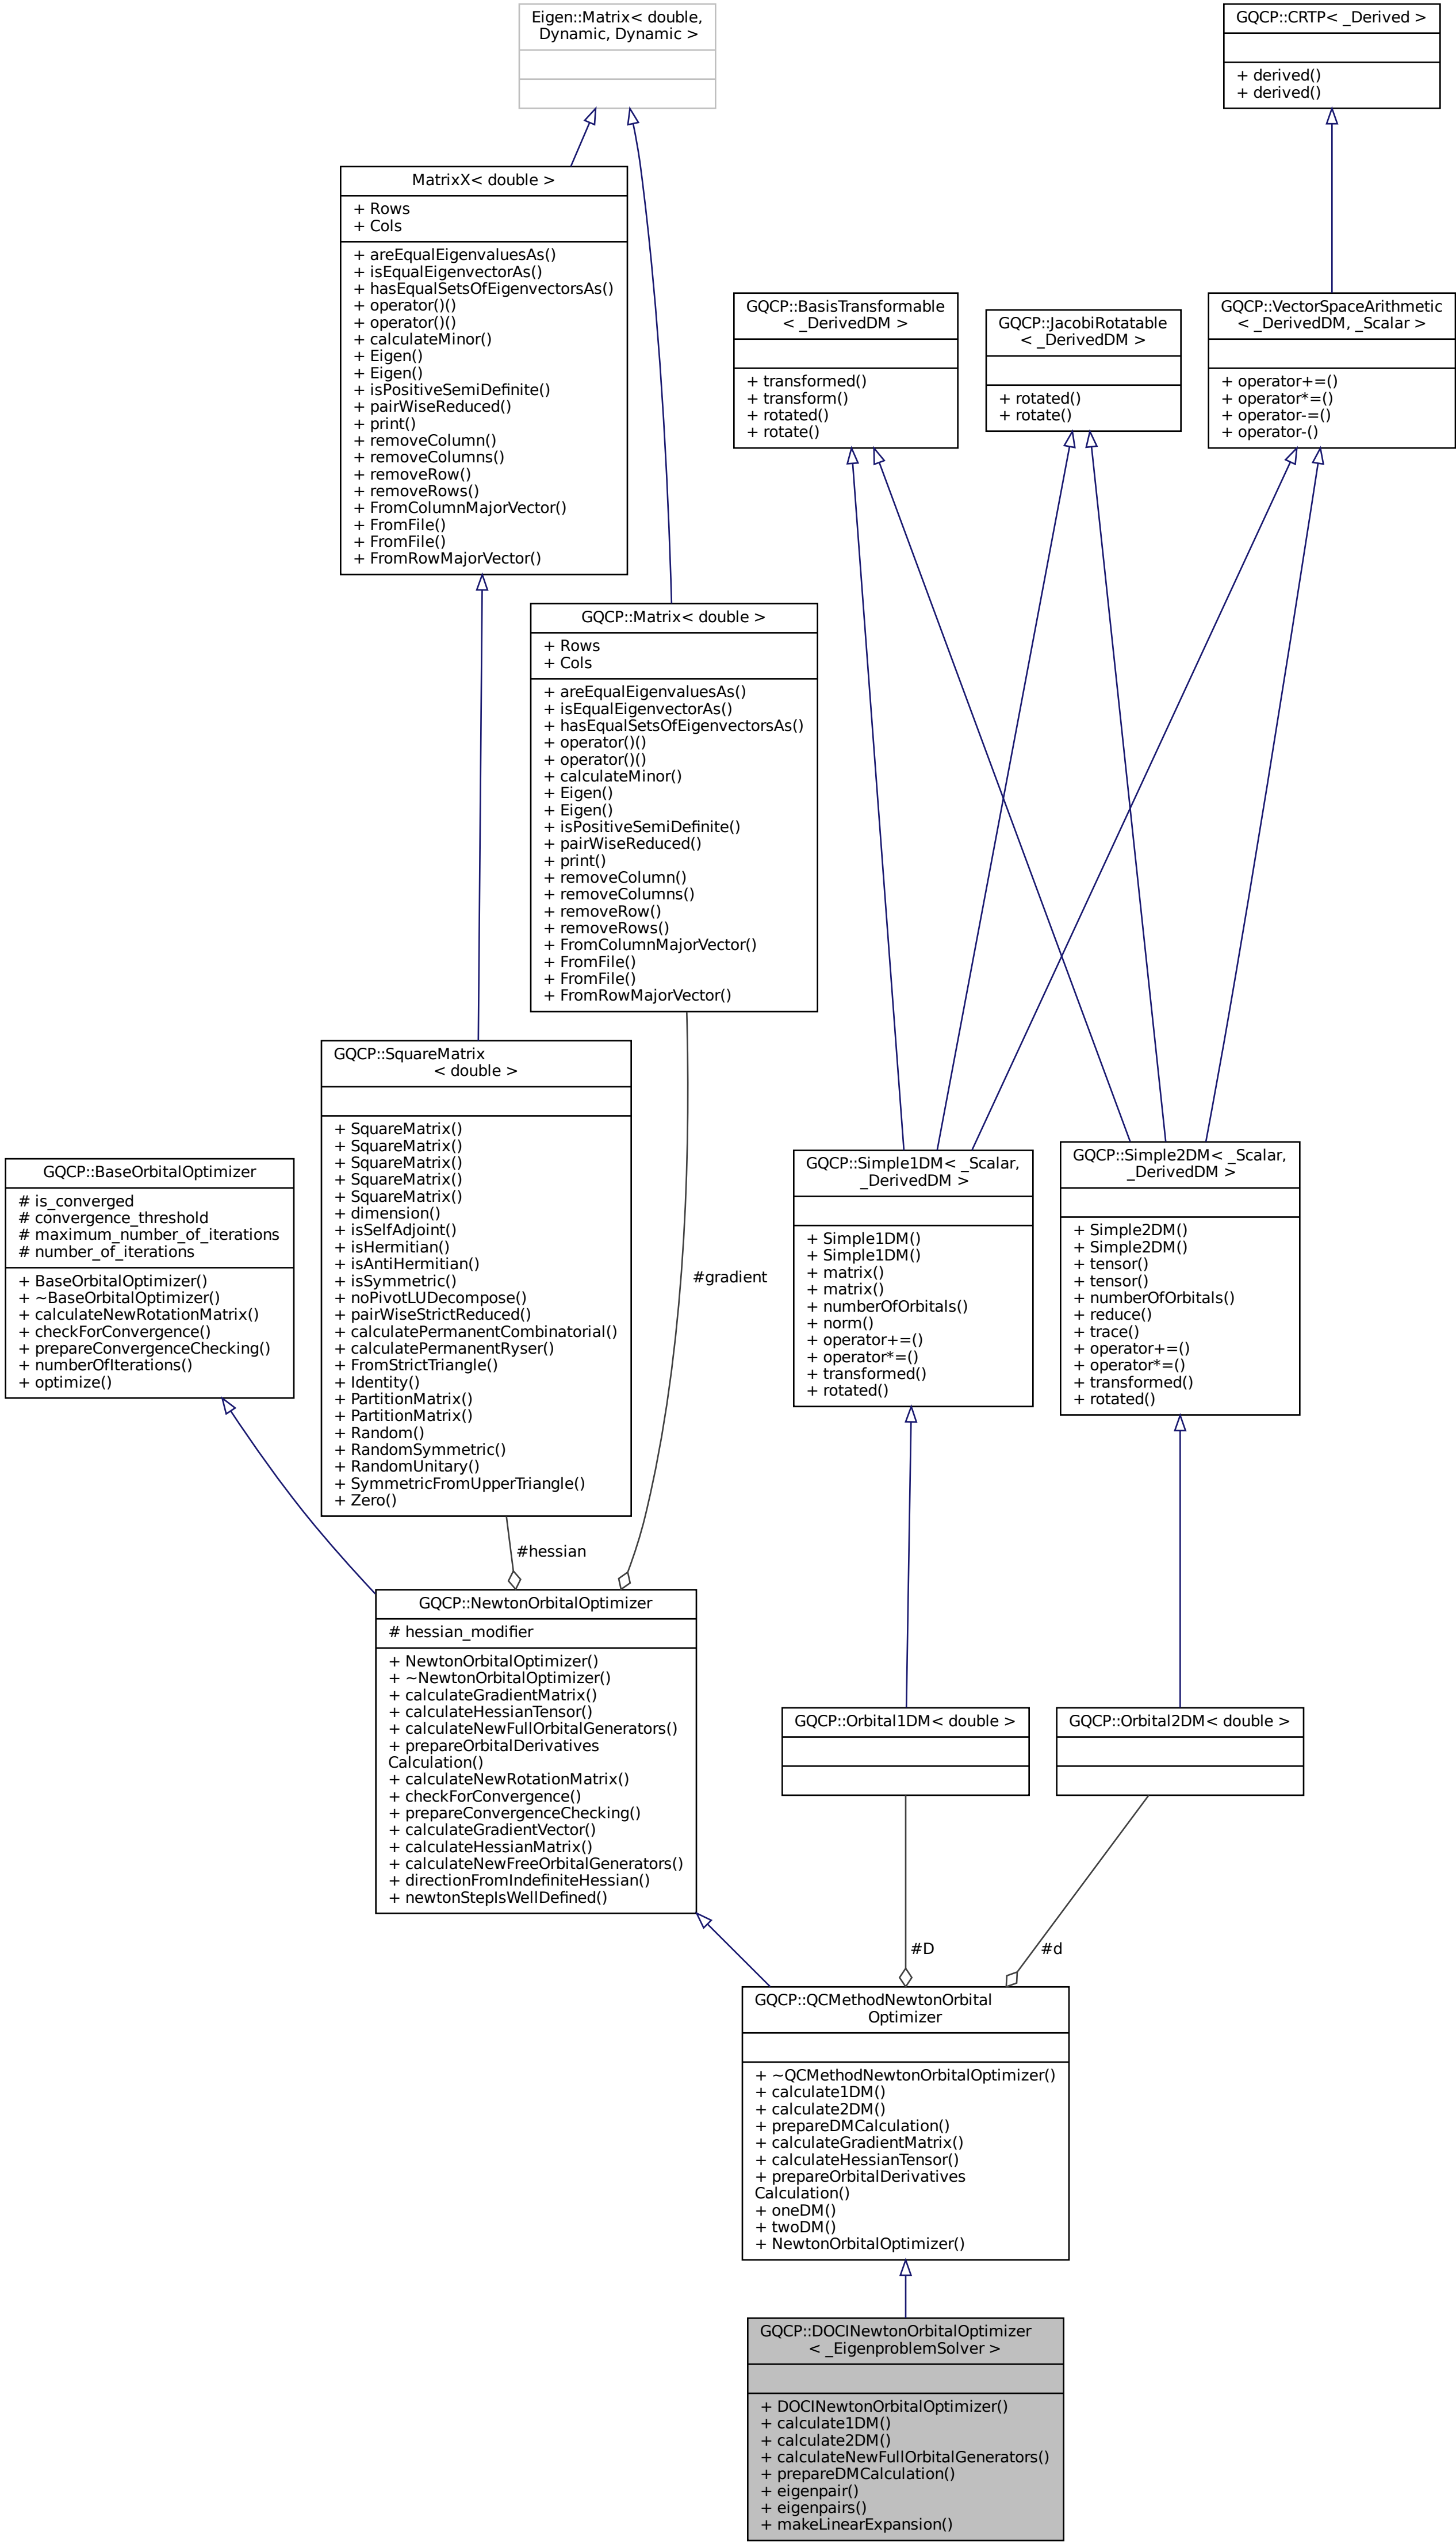 Eigen::Matrix< double,
Dynamic, Dynamic >
GQCP::CRTP< _Derived >
+ derived()
+ derived()
MatrixX< double >
+ Rows
+ Cols
+ areEqualEigenvaluesAs()
+ isEqualEigenvectorAs()
+ hasEqualSetsOfEigenvectorsAs()
+ operator()()
+ operator()()
+ calculateMinor()
+ Eigen()
+ Eigen()
+ isPositiveSemiDefinite()
+ pairWiseReduced()
+ print()
+ removeColumn()
+ removeColumns()
+ removeRow()
+ removeRows()
+ FromColumnMajorVector()
+ FromFile()
+ FromFile()
+ FromRowMajorVector()
GQCP::BasisTransformable
< _DerivedDM >
+ transformed()
+ transform()
+ rotated()
+ rotate()
GQCP::JacobiRotatable
< _DerivedDM >
+ rotated()
+ rotate()
GQCP::VectorSpaceArithmetic
< _DerivedDM, _Scalar >
+ operator+=()
+ operator*=()
+ operator-=()
+ operator-()
GQCP::Matrix< double >
+ Rows
+ Cols
+ areEqualEigenvaluesAs()
+ isEqualEigenvectorAs()
+ hasEqualSetsOfEigenvectorsAs()
+ operator()()
+ operator()()
+ calculateMinor()
+ Eigen()
+ Eigen()
+ isPositiveSemiDefinite()
+ pairWiseReduced()
+ print()
+ removeColumn()
+ removeColumns()
+ removeRow()
+ removeRows()
+ FromColumnMajorVector()
+ FromFile()
+ FromFile()
+ FromRowMajorVector()
GQCP::SquareMatrix
< double >
+ SquareMatrix()
+ SquareMatrix()
+ SquareMatrix()
+ SquareMatrix()
+ SquareMatrix()
+ dimension()
+ isSelfAdjoint()
+ isHermitian()
+ isAntiHermitian()
+ isSymmetric()
+ noPivotLUDecompose()
+ pairWiseStrictReduced()
+ calculatePermanentCombinatorial()
+ calculatePermanentRyser()
+ FromStrictTriangle()
+ Identity()
+ PartitionMatrix()
+ PartitionMatrix()
+ Random()
+ RandomSymmetric()
+ RandomUnitary()
+ SymmetricFromUpperTriangle()
+ Zero()
GQCP::BaseOrbitalOptimizer
# is_converged
# convergence_threshold
# maximum_number_of_iterations
# number_of_iterations
+ BaseOrbitalOptimizer()
+ ~BaseOrbitalOptimizer()
+ calculateNewRotationMatrix()
+ checkForConvergence()
+ prepareConvergenceChecking()
+ numberOfIterations()
+ optimize()
#gradient
GQCP::Simple1DM< _Scalar,
_DerivedDM >
+ Simple1DM()
+ Simple1DM()
+ matrix()
+ matrix()
+ numberOfOrbitals()
+ norm()
+ operator+=()
+ operator*=()
+ transformed()
+ rotated()
GQCP::Simple2DM< _Scalar,
_DerivedDM >
+ Simple2DM()
+ Simple2DM()
+ tensor()
+ tensor()
+ numberOfOrbitals()
+ reduce()
+ trace()
+ operator+=()
+ operator*=()
+ transformed()
+ rotated()
#hessian
GQCP::NewtonOrbitalOptimizer
# hessian_modifier
+ NewtonOrbitalOptimizer()
+ ~NewtonOrbitalOptimizer()
+ calculateGradientMatrix()
+ calculateHessianTensor()
+ calculateNewFullOrbitalGenerators()
+ prepareOrbitalDerivatives
Calculation()
+ calculateNewRotationMatrix()
+ checkForConvergence()
+ prepareConvergenceChecking()
+ calculateGradientVector()
+ calculateHessianMatrix()
+ calculateNewFreeOrbitalGenerators()
+ directionFromIndefiniteHessian()
+ newtonStepIsWellDefined()
GQCP::Orbital1DM< double >
GQCP::Orbital2DM< double >
#D
#d
GQCP::QCMethodNewtonOrbital
Optimizer
+ ~QCMethodNewtonOrbitalOptimizer()
+ calculate1DM()
+ calculate2DM()
+ prepareDMCalculation()
+ calculateGradientMatrix()
+ calculateHessianTensor()
+ prepareOrbitalDerivatives
Calculation()
+ oneDM()
+ twoDM()
+ NewtonOrbitalOptimizer()
GQCP::DOCINewtonOrbitalOptimizer
< _EigenproblemSolver >
+ DOCINewtonOrbitalOptimizer()
+ calculate1DM()
+ calculate2DM()
+ calculateNewFullOrbitalGenerators()
+ prepareDMCalculation()
+ eigenpair()
+ eigenpairs()
+ makeLinearExpansion()